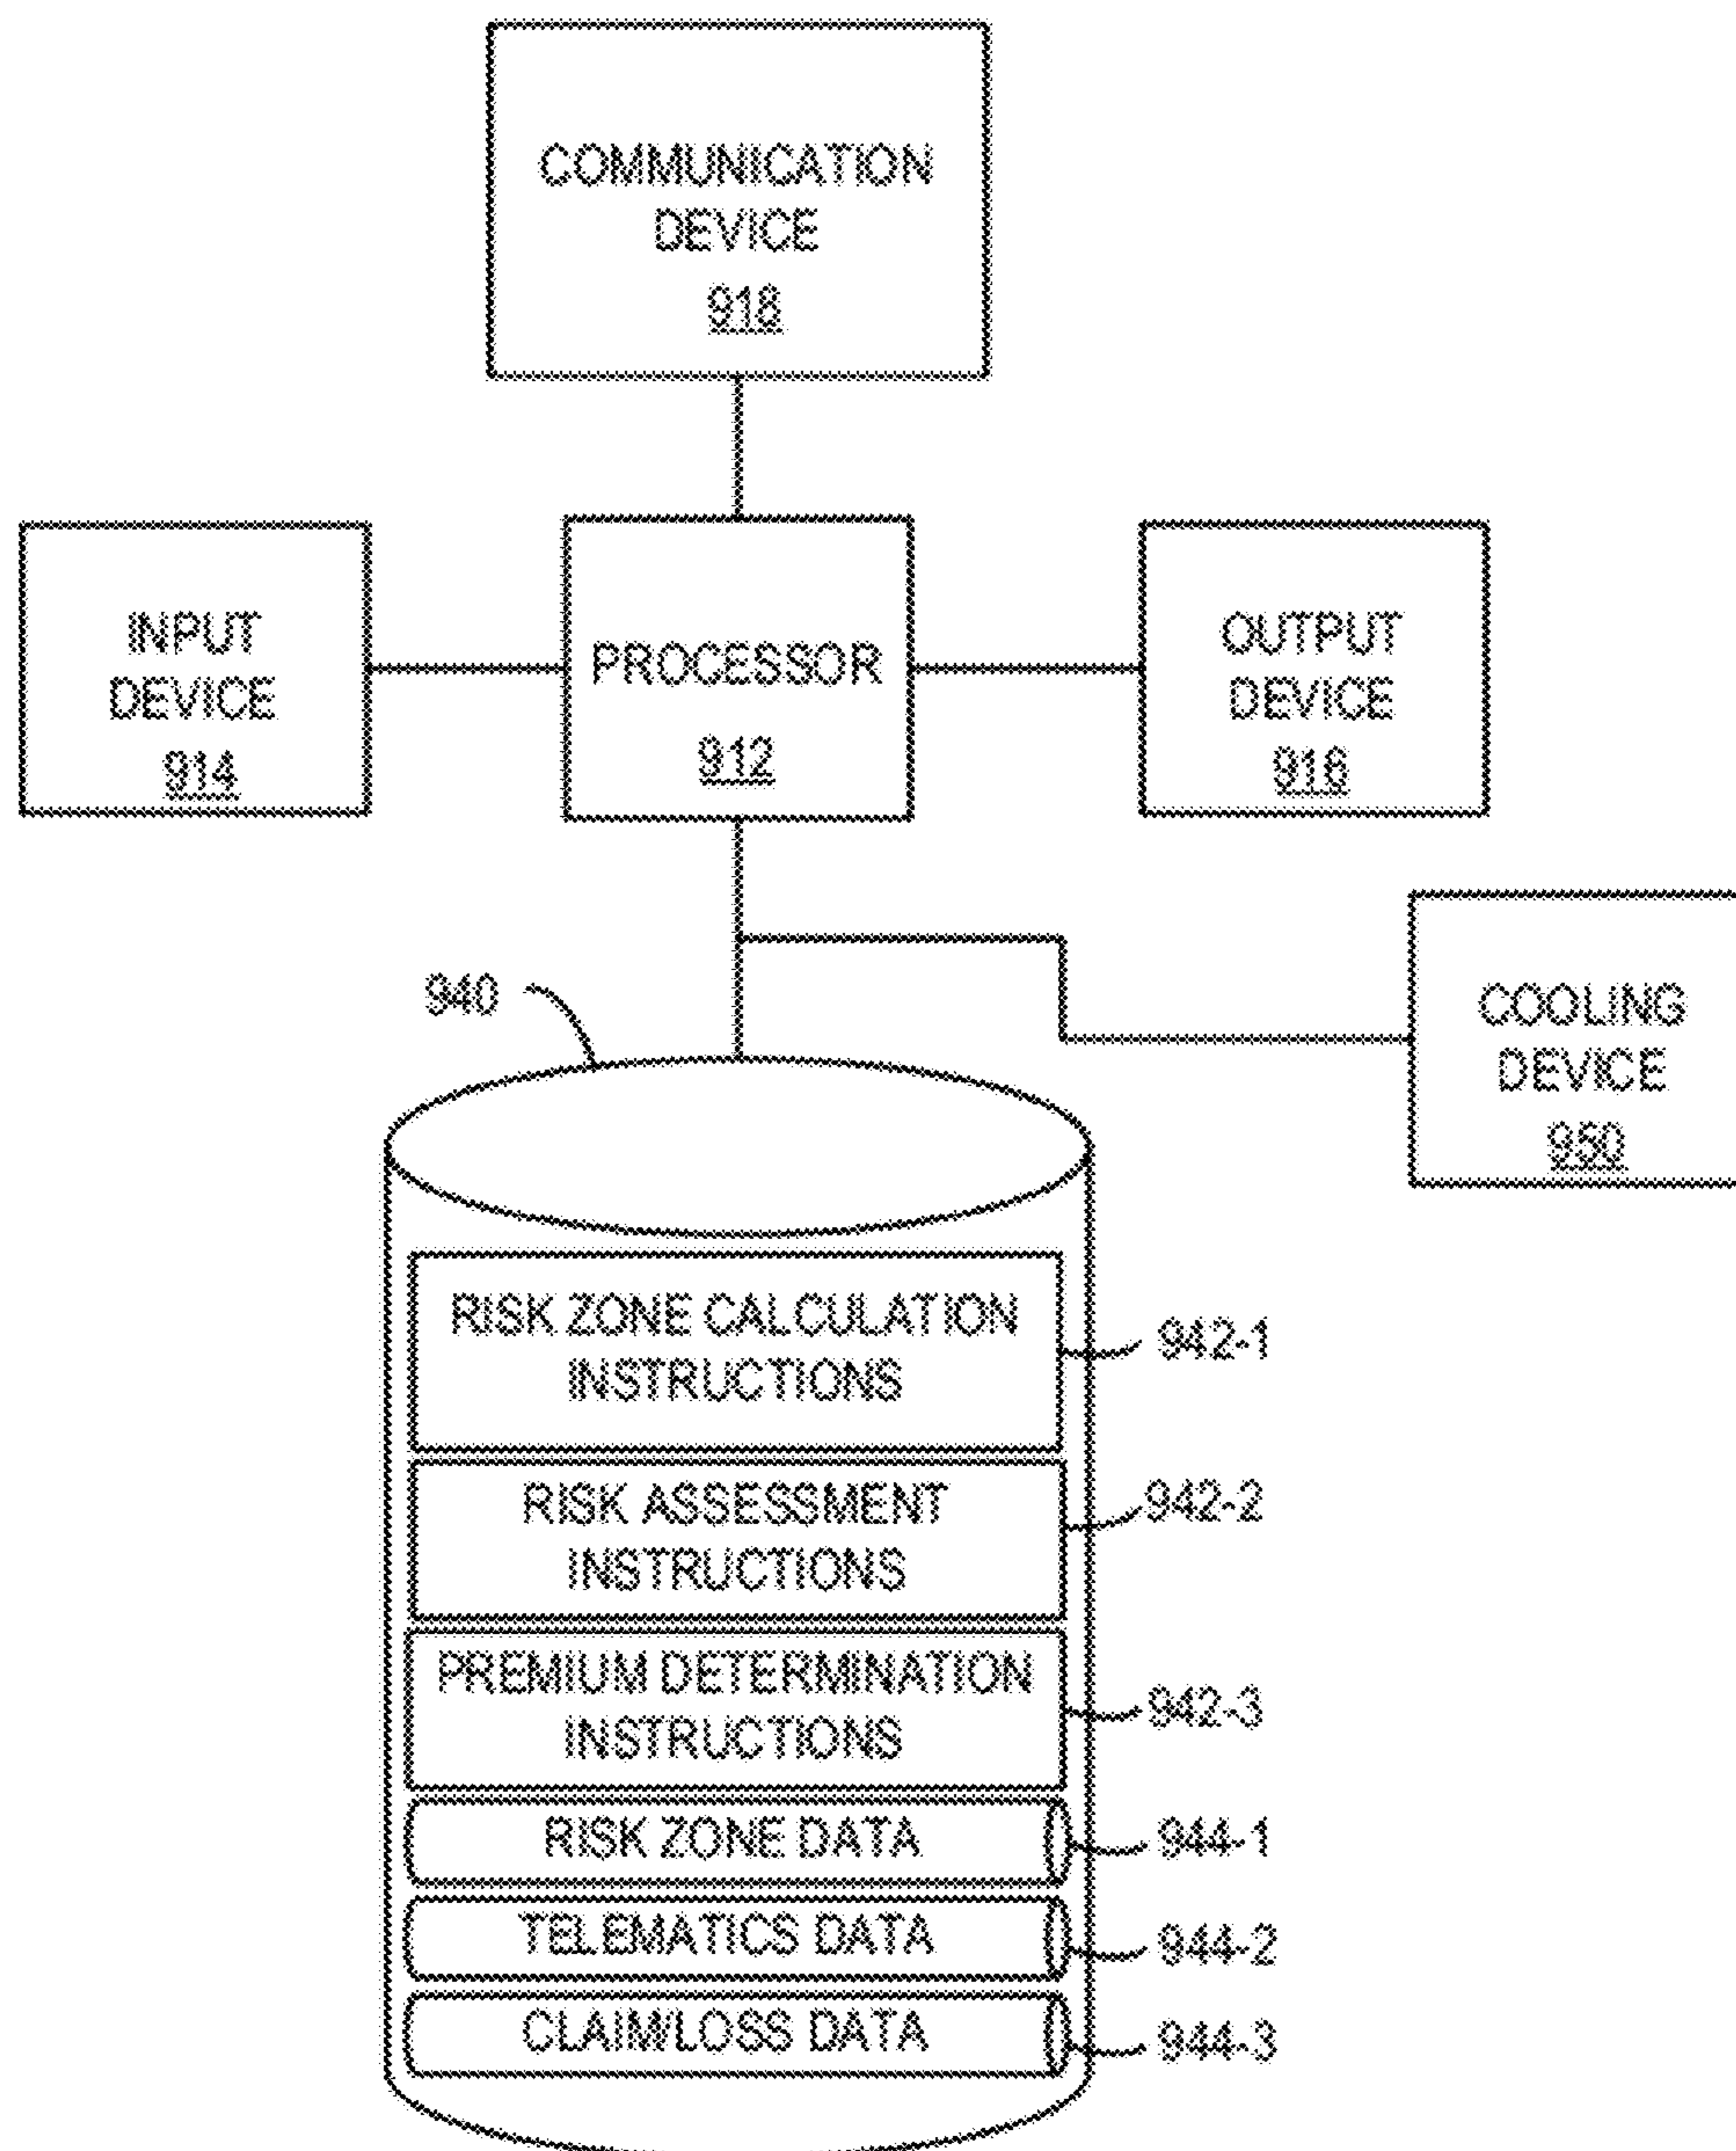 COMMUNICATION
DEVICE
918
INPUT
DEVICE
914
PROCESSOR
912
OUTPUT
DEVICE
916
COOLING
DEVICE
950
940
RISK ZONE CALCULATION
INSTRUCTIONS
942-1
RISK ASSESSMENT
INSTRUCTIONS
942-2
PREMIUM DETERMINATION
INSTRUCTIONS
942-3
RISK ZONE DATA
944-1
TELEMATICS DATA
944-2
CLAIM/LOSS DATA
944-3